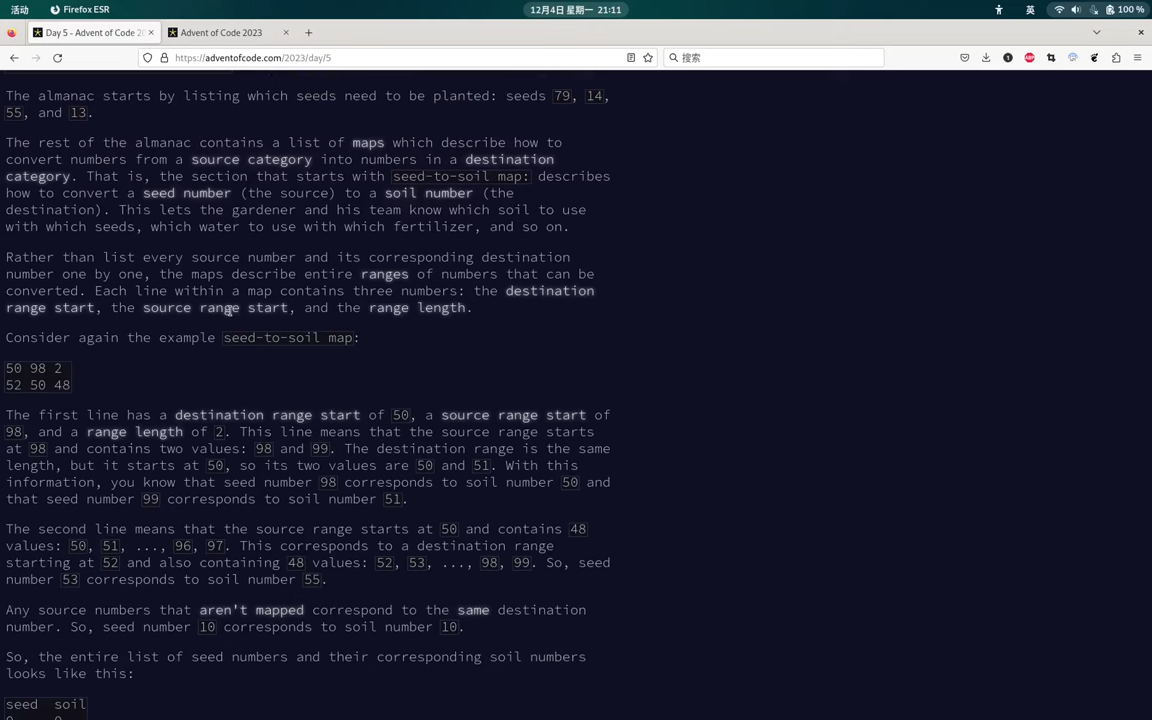 活动 Firefox ESR 12月4日 星期一 21:11 英 100 %
Day 5 - Advent of Code 2 Advent of Code 2023
https://adventofcode.com/2023/day/5 搜索
The almanac starts by listing which seeds need to be planted: seeds 79, 14,
55, and 13.
The rest of the almanac contains a list of maps which describe how to
convert numbers from a source category into numbers in a destination
category. That is, the section that starts with seed-to-soil map: describes
how to convert a seed number (the source) to a soil number (the
destination). This lets the gardener and his team know which soil to use
with which seeds, which water to use with which fertilizer, and so on.
Rather than list every source number and its corresponding destination
number one by one, the maps describe entire ranges of numbers that can be
converted. Each line within a map contains three numbers: the destination
range start, the source range start, and the range length.
Consider again the example seed-to-soil map:
50 98 2
52 50 48
The first line has a destination range start of 50, a source range start of
98, and a range length of 2. This line means that the source range starts
at 98 and contains two values: 98 and 99. The destination range is the same
length, but it starts at 50, so its two values are 50 and 51. With this
information, you know that seed number 98 corresponds to soil number 50 and
that seed number 99 corresponds to soil number 51.
The second line means that the source range starts at 50 and contains 48
values: 50, 51, ..., 96, 97. This corresponds to a destination range
starting at 52 and also containing 48 values: 52, 53, ..., 98, 99. So, seed
number 53 corresponds to soil number 55.
Any source numbers that aren't mapped correspond to the same destination
number. So, seed number 10 corresponds to soil number 10.
So, the entire list of seed numbers and their corresponding soil numbers
looks like this:
seed soil